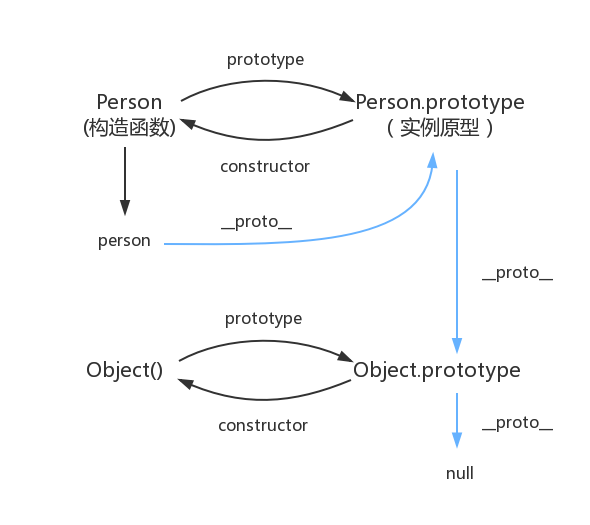 prototype
Person
(构造函数)
Person.prototype
( 实例原型 )
constructor
__proto__
person
__proto__
prototype
Object()
Object.prototype
constructor
__proto__
null